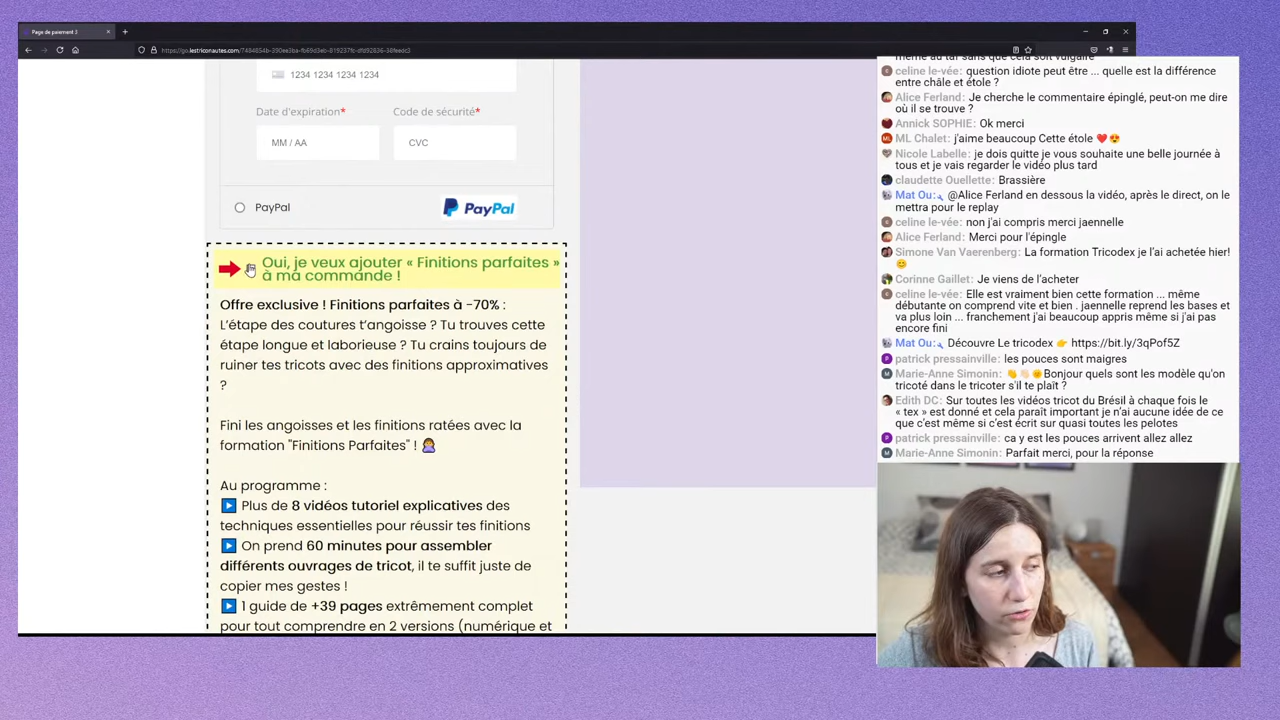 Page de paiement 3
1234 1234 1234 1234
Date d'expiration*
Code de sécurité*
MM / AA
CVC
PayPal
PayPal
Oui, je veux ajouter « Finitions parfaites »
à ma commande !
Offre exclusive ! Finitions parfaites à -70% :
L'étape des coutures t'angoisse ? Tu trouves cette
étape longue et laborieuse ? Tu crains toujours de
ruiner tes tricots avec des finitions approximatives
?
Fini les angoisses et les finitions ratées avec la
formation "Finitions Parfaites" !
Au programme :
Plus de 8 vidéos tutoriel explicatives des
techniques essentielles pour réussir tes finitions
On prend 60 minutes pour assembler
différents ouvrages de tricot, il te suffit juste de
copier mes gestes !
1 guide de +39 pages extrêmement complet
pour tout comprendre en 2 versions (numérique et
même au tar sans que cela soit vulgaire
celine le-vée: question idiote peut être ... quelle est la différence
entre châle et étole ?
Alice Ferland: Je cherche le commentaire épinglé, peut-on me dire
où il se trouve ?
Annick SOPHIE: Ok merci
ML Chalet: j'aime beaucoup Cette étole ❤️😍
Nicole Labelle: je dois quitte je vous souhaite une belle journée à
tous et je vais regarder le vidéo plus tard
claudette Ouellette: Brassière
Mat Ou: @Alice Ferland en dessous la vidéo, après le direct, on le
mettra pour le replay
celine le-vée: non j'ai compris merci jaennelle
Alice Ferland: Merci pour l'épingle
Simone Van Vaerenberg: La formation Tricodex je l'ai achetée hier!
😊
Corinne Gaillet: Je viens de l'acheter
celine le-vée: Elle est vraiment bien cette formation ... même
débutante on comprend vite et bien . jaennelle reprend les bases et
va plus loin ... franchement j'ai beaucoup appris même si j'ai pas
encore fini
Mat Ou: Découvre Le tricodex 👉 https://bit.ly/3qPof5Z
patrick pressainville: les pouces sont maigres
Marie-Anne Simonin: 👏👏🏻🌞Bonjour quels sont les modèle qu'on
tricoté dans le tricoter s'il te plaît ?
Edith DC: Sur toutes les vidéos tricot du Brésil à chaque fois le
« tex » est donné et cela paraît important je n'ai aucune idée de ce
que c'est même si c'est écrit sur quasi toutes les pelotes
patrick pressainville: ca y est les pouces arrivent allez allez
Marie-Anne Simonin: Parfait merci, pour la réponse